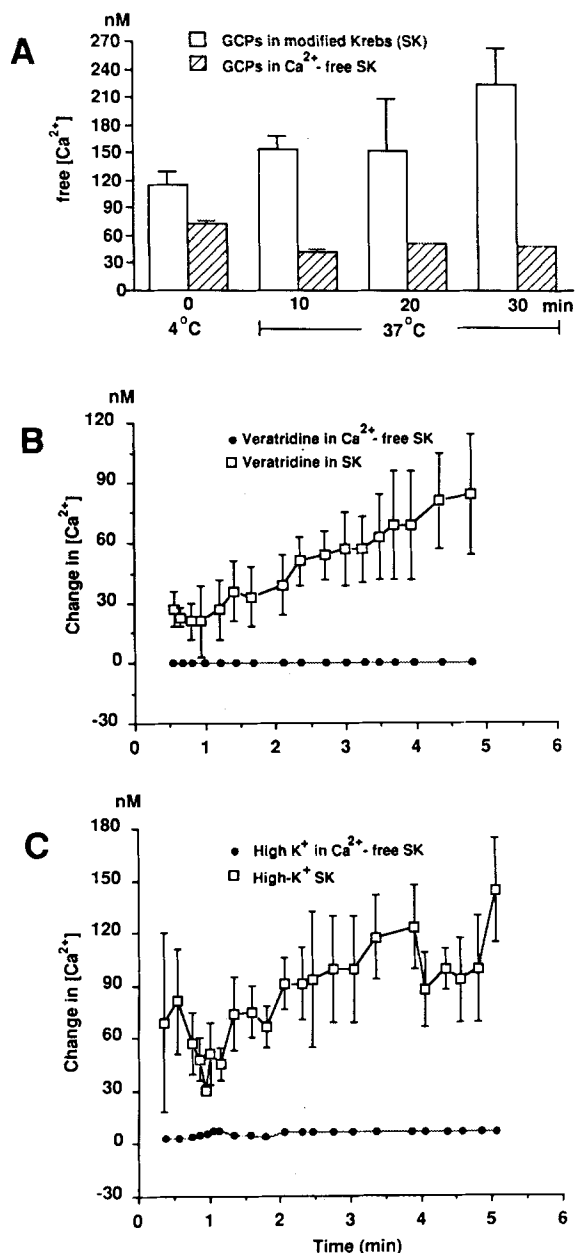 A
nM
270
240
210
180
150
120
90
60
30
0
free [Ca2+]
GCPs in modified Krebs (SK)
GCPs in Ca2+- free SK
0 10 20 30 min
4°C 37°C
B
nM
120
90
60
30
0
-30
Change in [Ca2+]
Veratridine in Ca2+- free SK
Veratridine in SK
0 1 2 3 4 5 6
C
nM
180
150
120
90
60
30
0
-30
Change in [Ca2+]
High K+ in Ca2+- free SK
High-K+ SK
0 1 2 3 4 5 6
Time (min)